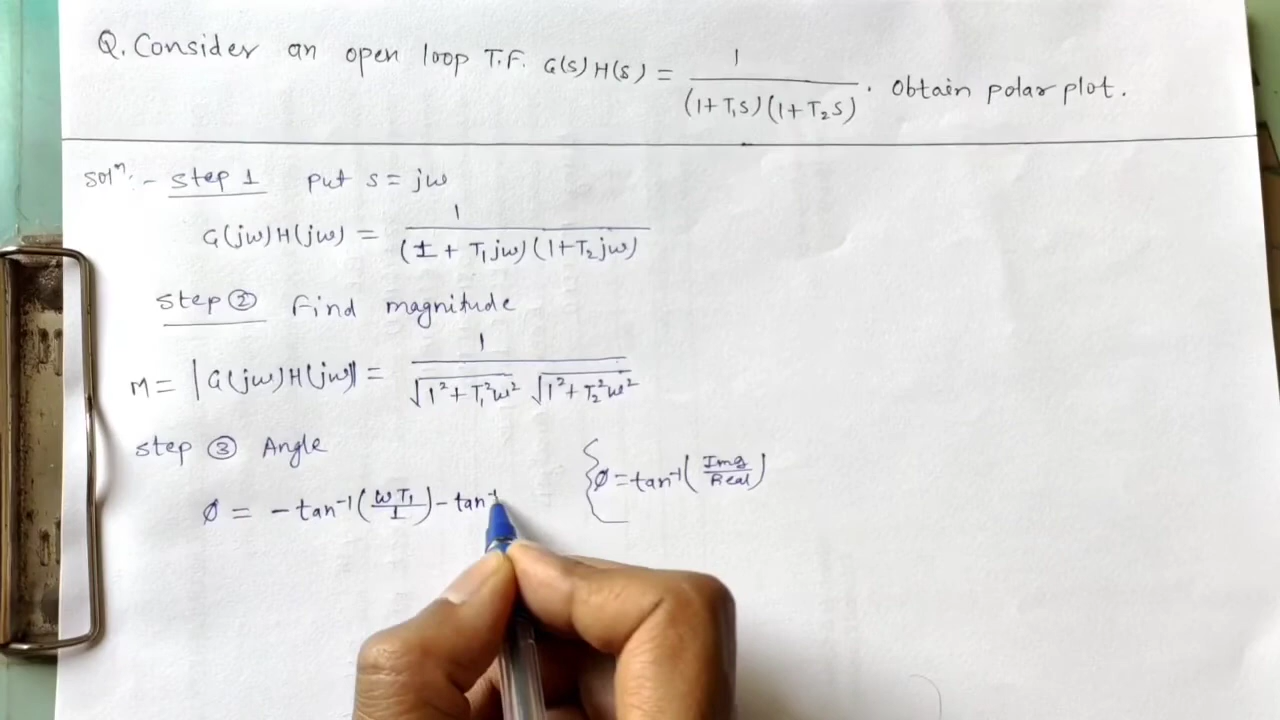 Q. Consider an open loop T.F. G(s)H(s) = 1 / (1+T₁s)(1+T₂s). Obtain polar plot.
Solⁿ:- Step 1 Put s = jω
G(jω)H(jω) = 1 / (1 + T₁jω)(1+T₂jω)
Step ② Find magnitude
M = |G(jω)H(jω)| = 1 / √1²+T₁²ω² √1²+T₂²ω²
Step ③ Angle
{ø = tan⁻¹(Img/Real)
ø = -tan⁻¹(ωT₁/1) - tan⁻¹